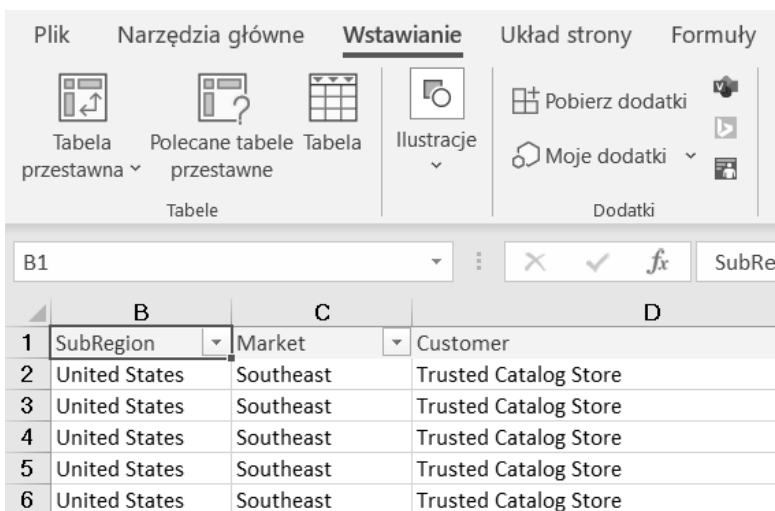 Plik Narzędzia główne Wstawianie Układ strony Formuły
Tabela przestawna
Polecane tabele przestawne
Tabela
Ilustracje
Pobierz dodatki
Moje dodatki
Tabele
Dodatki
B1 fx SubRe
B C D
1 SubRegion Market Customer
2 United States Southeast Trusted Catalog Store
3 United States Southeast Trusted Catalog Store
4 United States Southeast Trusted Catalog Store
5 United States Southeast Trusted Catalog Store
6 United States Southeast Trusted Catalog Store